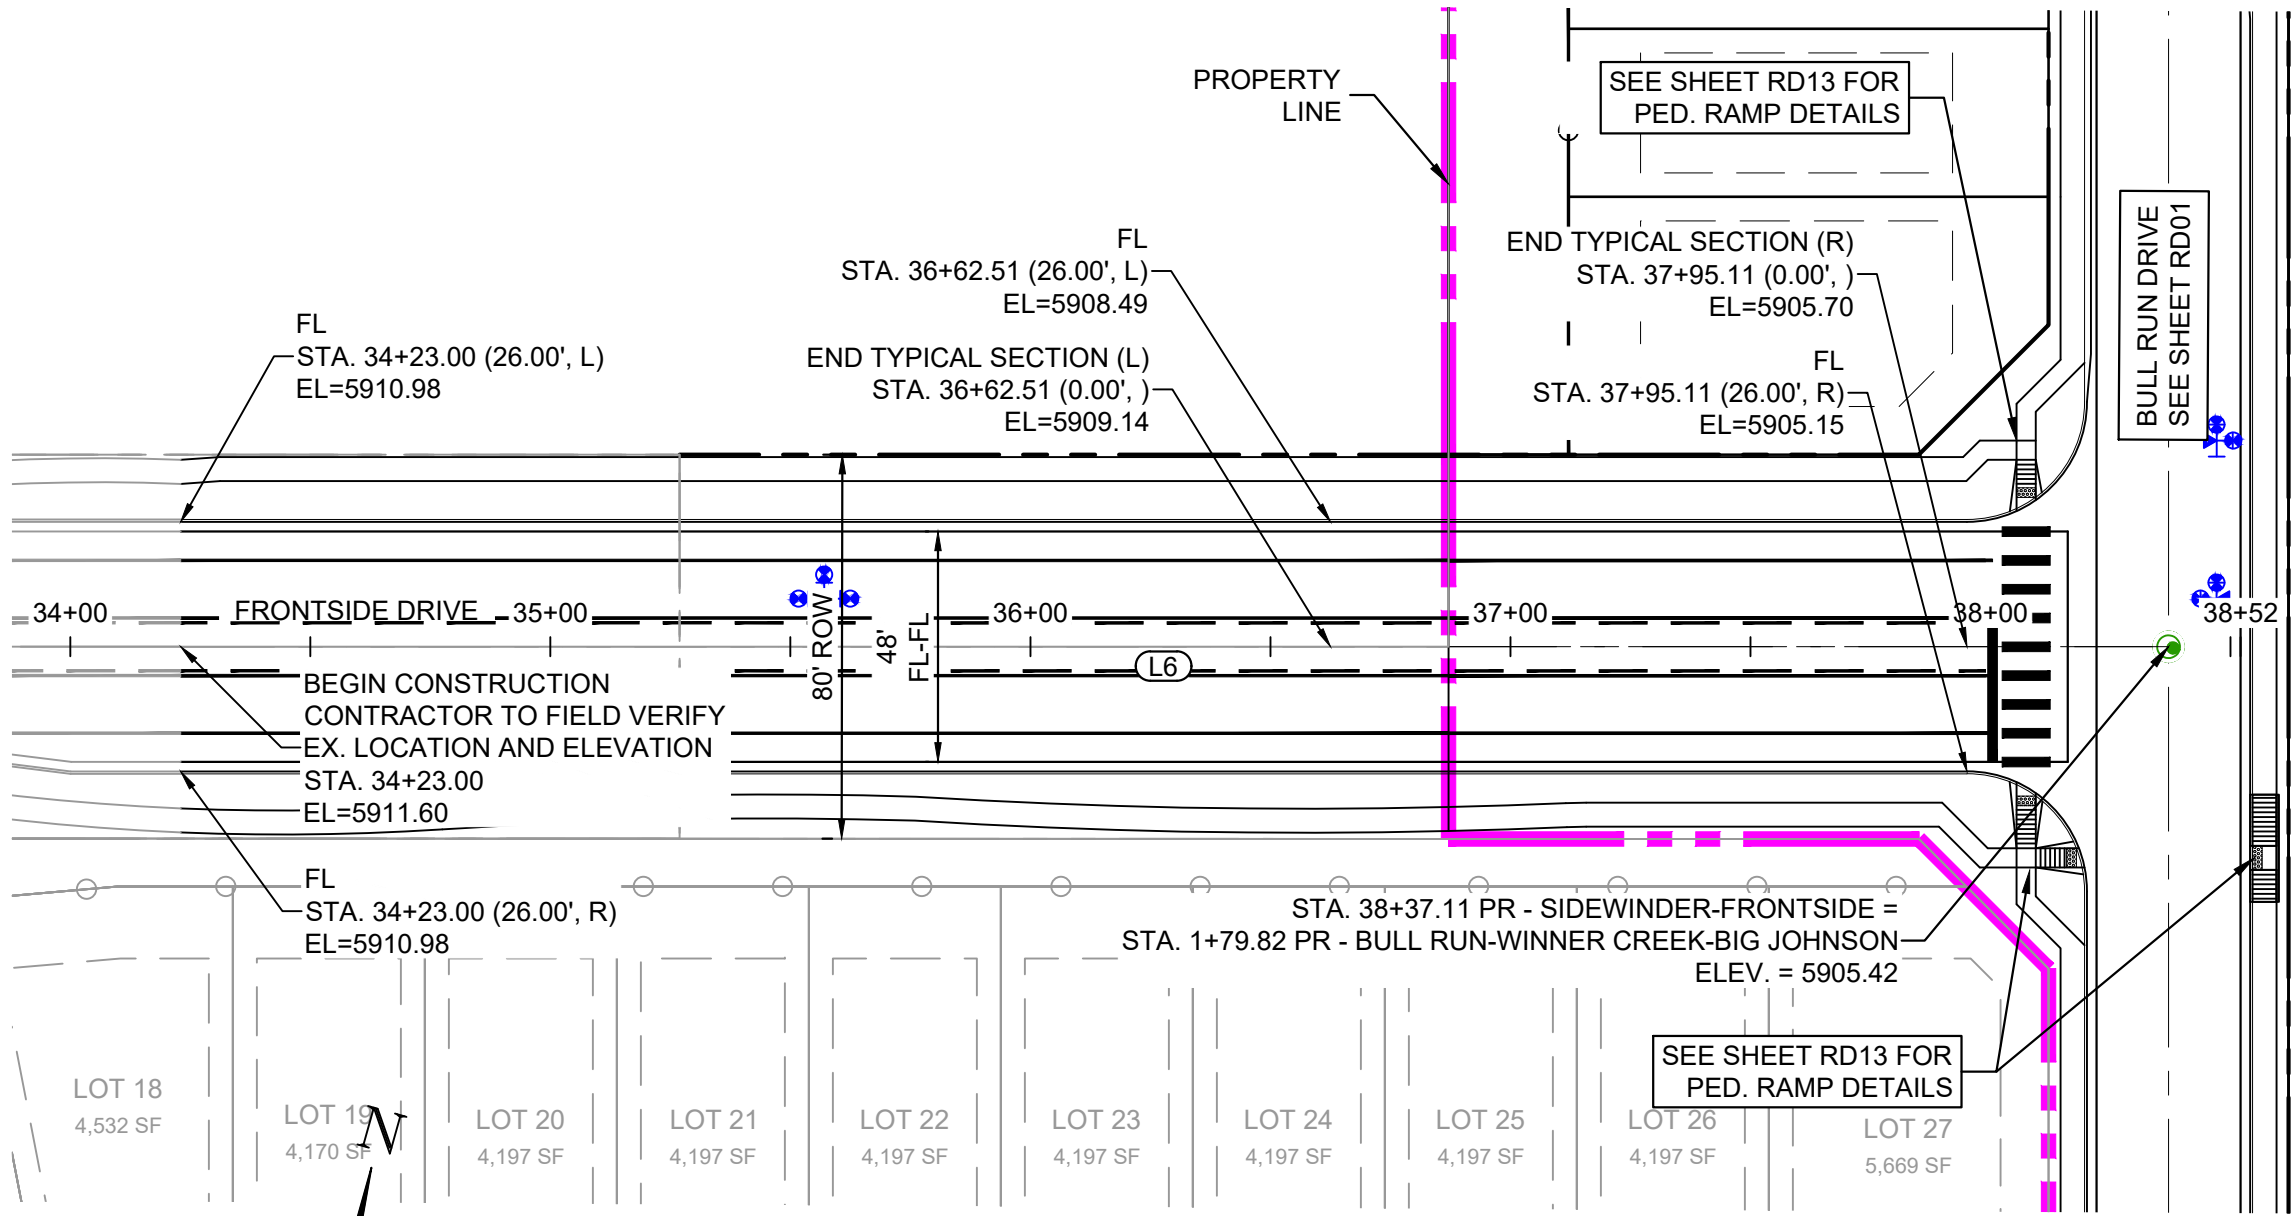 PROPERTY
LINE
SEE SHEET RD13 FOR
PED. RAMP DETAILS
BULL RUN DRIVE
SEE SHEET RD01
FL
STA. 36+62.51 (26.00', L)
EL=5908.49
END TYPICAL SECTION (R)
STA. 37+95.11 (0.00', )
EL=5905.70
FL
STA. 34+23.00 (26.00', L)
EL=5910.98
END TYPICAL SECTION (L)
STA. 36+62.51 (0.00', )
EL=5909.14
FL
STA. 37+95.11 (26.00', R)
EL=5905.15
34+00
FRONTSIDE DRIVE
35+00
36+00
37+00
38+00
38+52
80' ROW
48'
FL-FL
L6
BEGIN CONSTRUCTION
CONTRACTOR TO FIELD VERIFY
EX. LOCATION AND ELEVATION
STA. 34+23.00
EL=5911.60
FL
STA. 34+23.00 (26.00', R)
EL=5910.98
STA. 38+37.11 PR - SIDEWINDER-FRONTSIDE =
STA. 1+79.82 PR - BULL RUN-WINNER CREEK-BIG JOHNSON
ELEV. = 5905.42
SEE SHEET RD13 FOR
PED. RAMP DETAILS
LOT 18
4,532 SF
LOT 19
4,170 SF
N
LOT 20
4,197 SF
LOT 21
4,197 SF
LOT 22
4,197 SF
LOT 23
4,197 SF
LOT 24
4,197 SF
LOT 25
4,197 SF
LOT 26
4,197 SF
LOT 27
5,669 SF